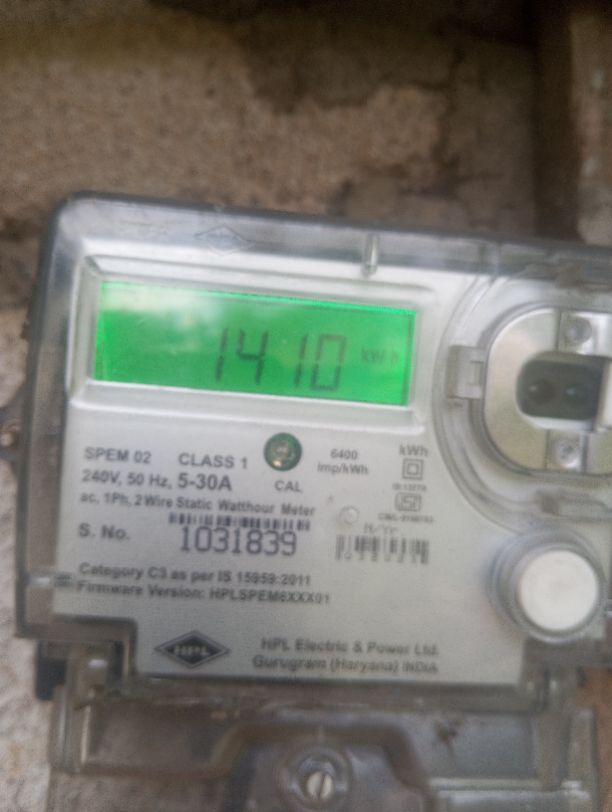 1410 kWh
SPEM 02 CLASS 1
6400 imp/kWh
kWh
240V, 50 Hz, 5-30A
CAL
ac, 1Ph, 2 Wire Static Watthour Meter
S. No.
1031839
Category C3 as per IS 15959:2011
Firmware Version: HPLSPEM6XXX01
HPL
HPL Electric & Power Ltd.
Gurugram (Haryana) INDIA